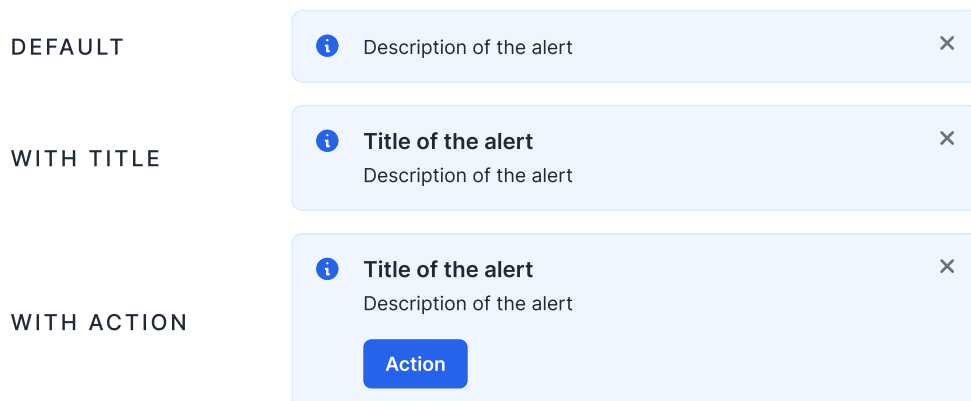 DEFAULT
Description of the alert
WITH TITLE
Title of the alert
Description of the alert
WITH ACTION
Title of the alert
Description of the alert
Action